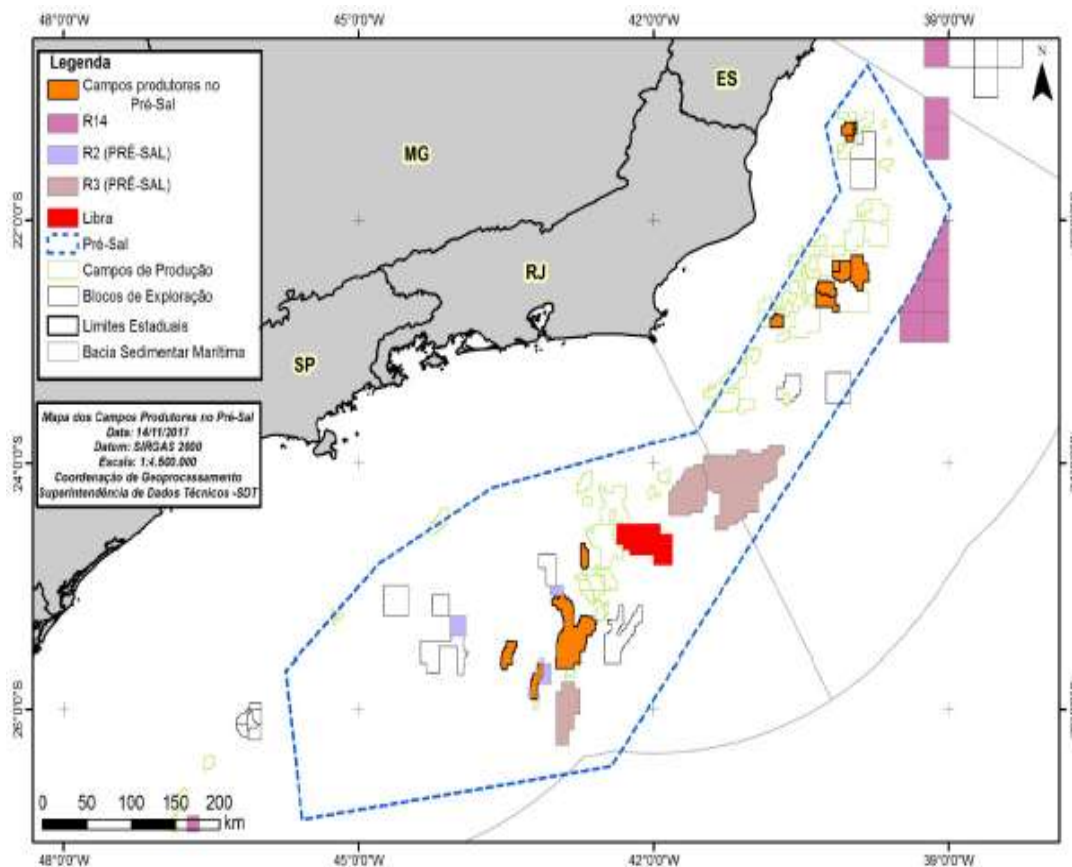 48°0'0"W 45°0'0"W 42°0'0"W 39°0'0"W
N
Legenda
Campos produtores no
Pré-Sal
R14
R2 (PRÉ-SAL)
R3 (PRÉ-SAL)
Libra
Pré-Sal
Campos de Produção
Blocos de Exploração
Limites Estaduais
Bacia Sedimentar Marítima
ES
MG
RJ
SP
22°0'0"S
24°0'0"S
26°0'0"S
Mapa dos Campos Produtores no Pré-Sal
Data: 14/11/2017
Datum: SIRGAS 2000
Escala: 1:4.500.000
Coordenação de Geoprocessamento
Superintendência de Dados Técnicos -SDT
0 50 100 150 200
km
48°0'0"W 45°0'0"W 42°0'0"W 39°0'0"W